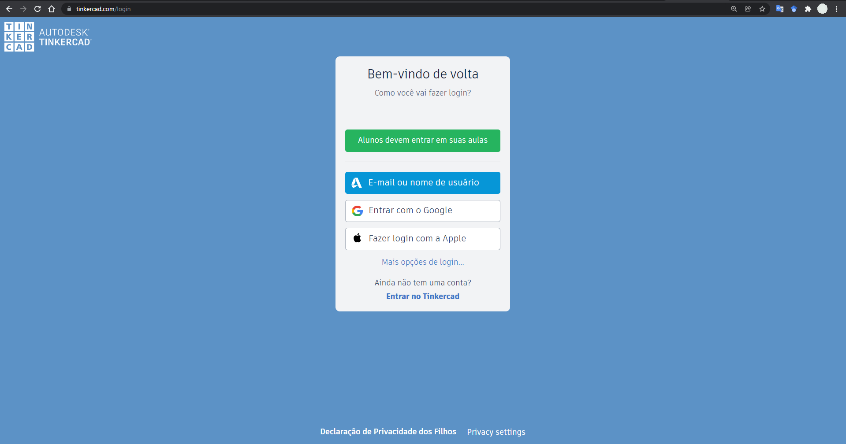 tinkercad.com/login
TIN
KER
CAD
AUTODESK
TINKERCAD
Bem-vindo de volta
Como você vai fazer login?
Alunos devem entrar em suas aulas
E-mail ou nome de usuário
Entrar com o Google
Fazer login com a Apple
Mais opções de login...
Ainda não tem uma conta?
Entrar no Tinkercad
Declaração de Privacidade dos Filhos Privacy settings